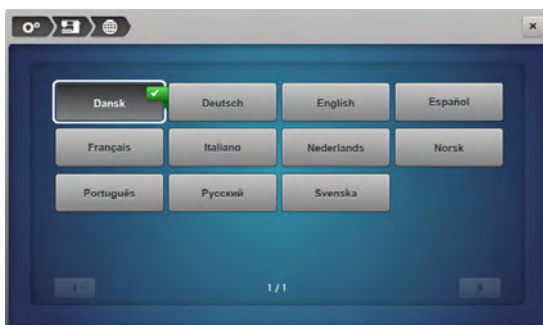 Dansk Deutsch English Español
Français Italiano Nederlands Norsk
Português Русский Svenska
1/1